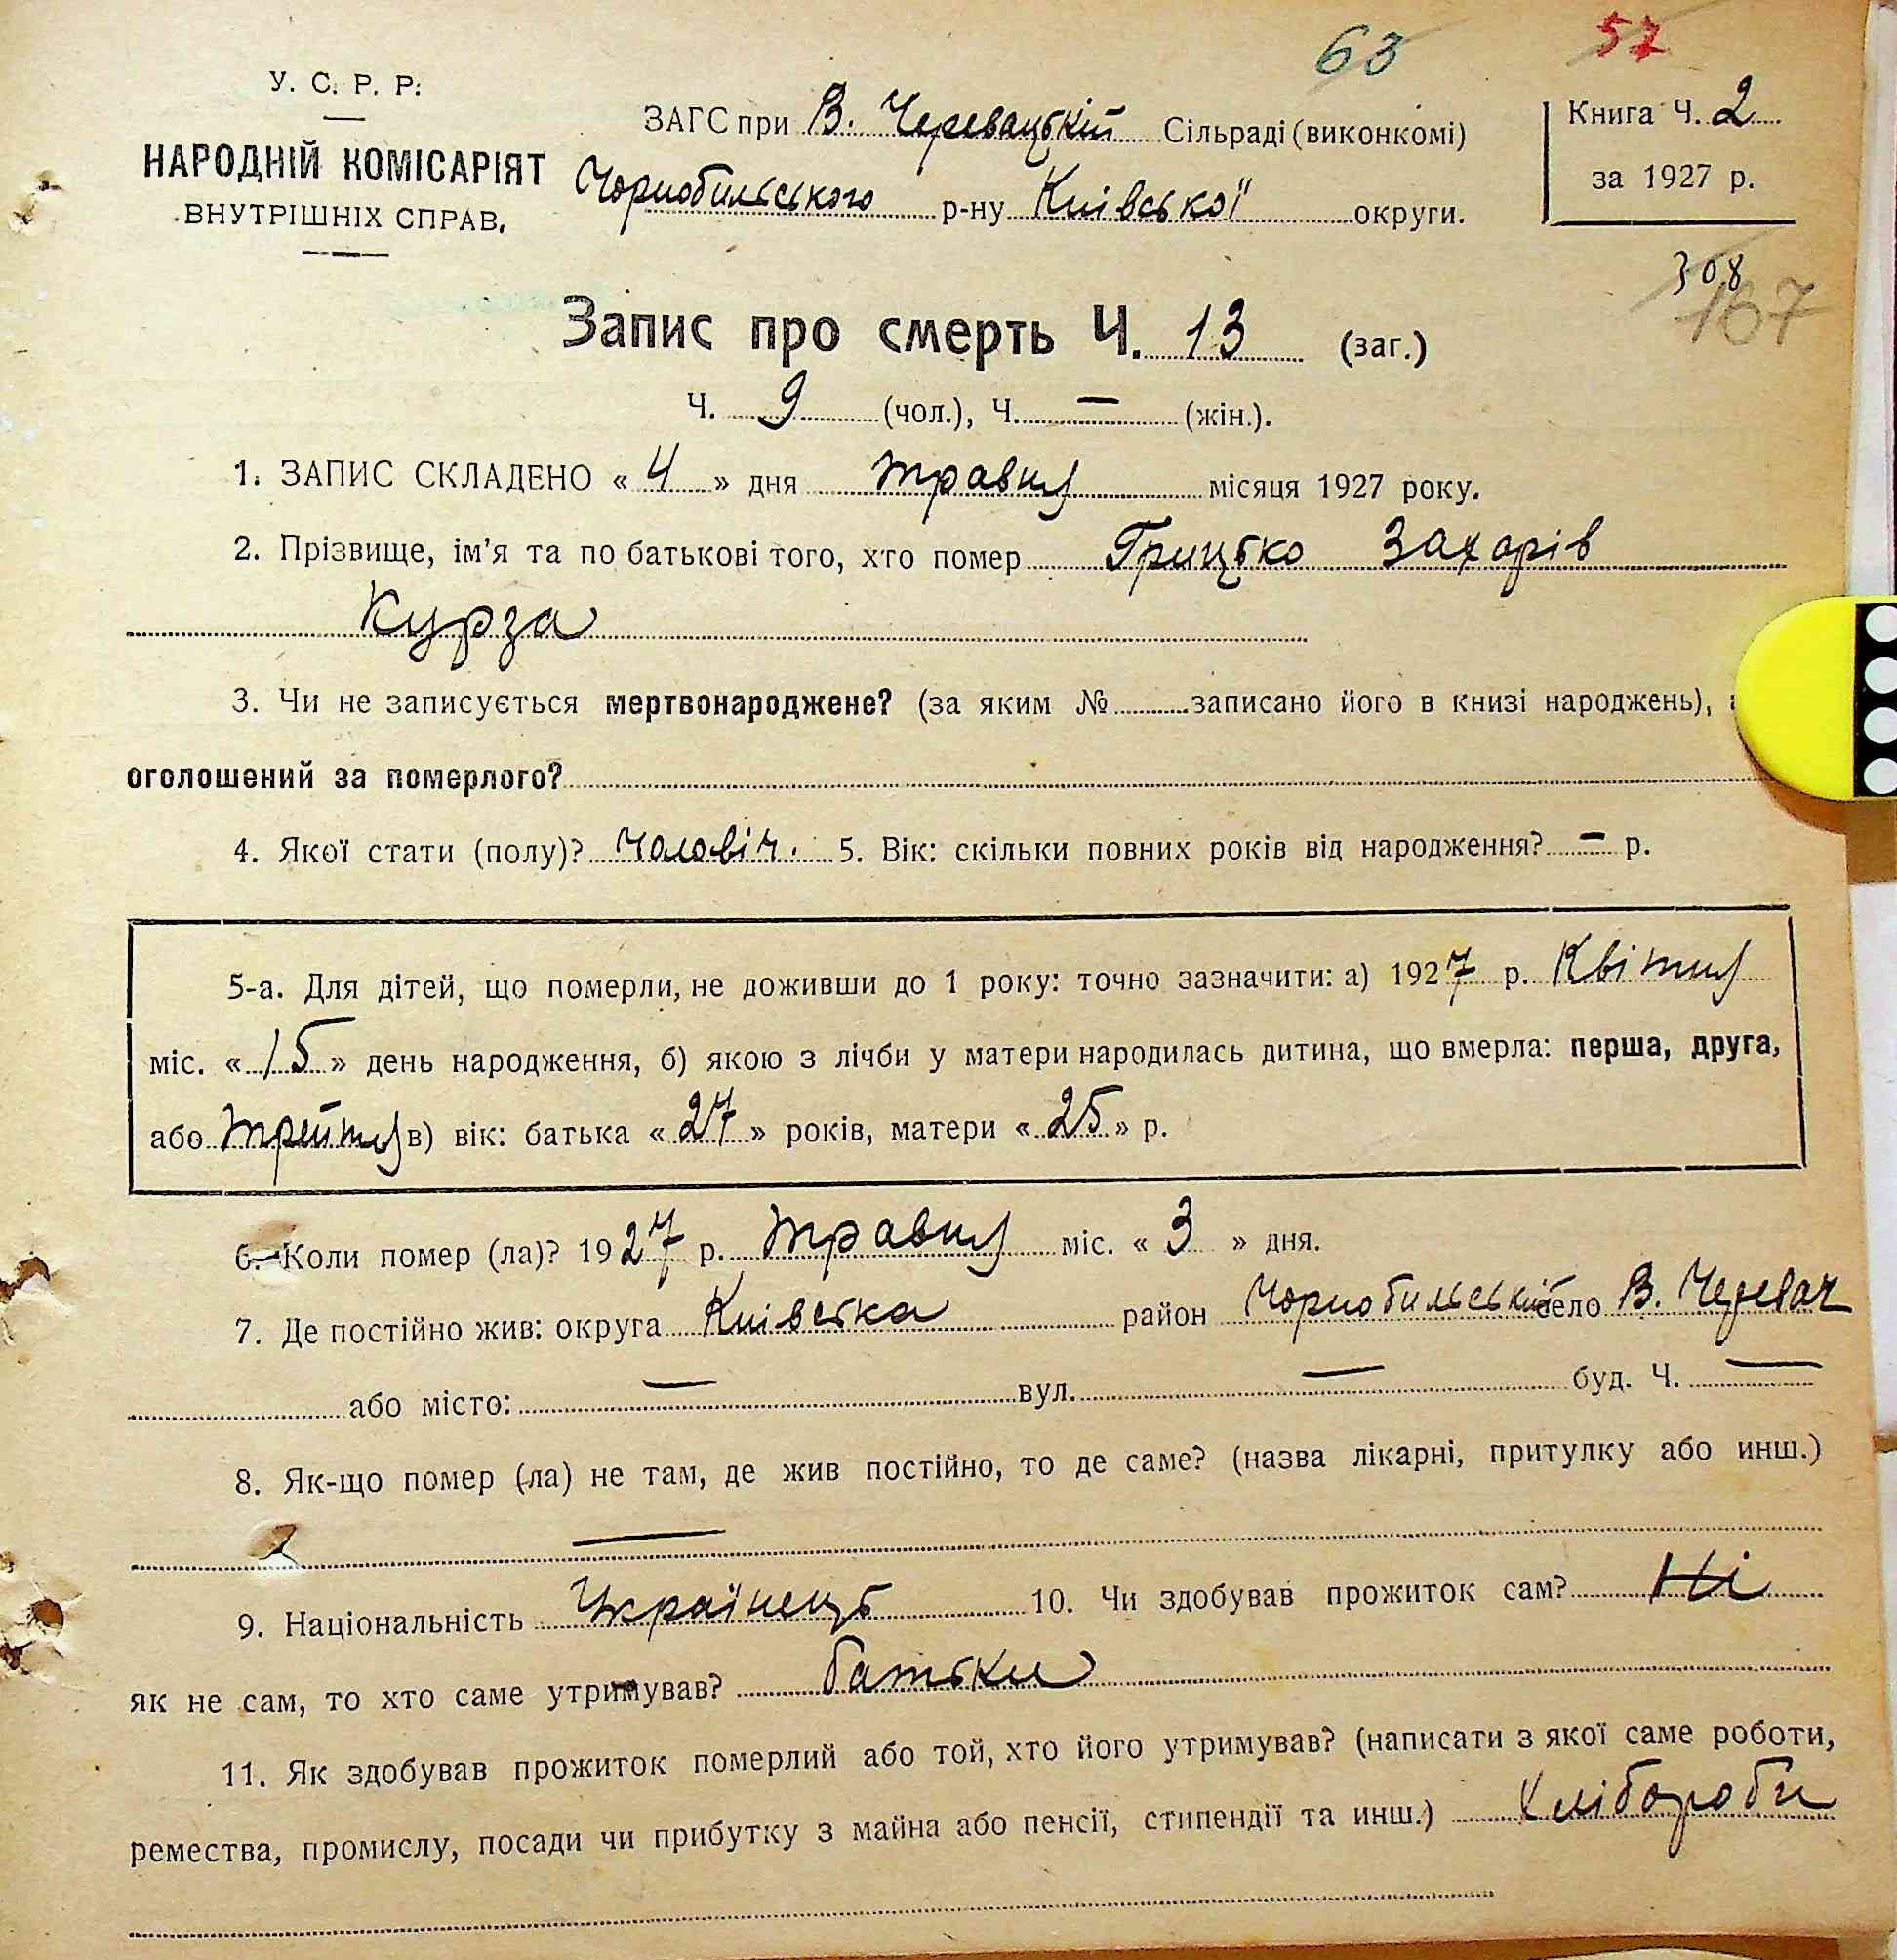 63 57
У. С. Р. Р.
НАРОДНІЙ КОМІСАРІЯТ
ВНУТРІШНІХ СПРАВ.
ЗАГС при В. Черевацькій Сільраді (виконкомі)
Чорнобильського р-ну Київської округи.
Книга Ч. 2
за 1927 р.
308
167
Запис про смерть Ч. 13 (заг.)
Ч. 9 (чол.), Ч. — (жін.).
1. ЗАПИС СКЛАДЕНО « 4 » дня травня місяця 1927 року.
2. Прізвище, ім’я та по батькові того, хто помер Грицько Захарів
Курза
3. Чи не записується мертвонароджене? (за яким № записано його в книзі народжень),
оголошений за померлого?
4. Якої стати (полу)? Чоловіч. 5. Вік: скільки повних років від народження? — р.
5-а. Для дітей, що померли, не доживши до 1 року: точно зазначити: а) 1927 р. Квітня
міс. « 15 » день народження, б) якою з лічби у матери народилась дитина, що вмерла: перша, друга,
або трейтя в) вік: батька « 27 » років, матери « 25 » р.
6. Коли помер (ла)? 1927 р. травня міс. « 3 » дня.
7. Де постійно жив: округа Київська район Чорнобильський село В. Черевач
або місто: — вул. — буд. Ч. —
8. Як-що помер (-ла) не там, де жив постійно, то де саме? (назва лікарні, притулку або инш.)
—
9. Національність Українець 10. Чи здобував прожиток сам? Ні
як не сам, то хто саме утримував? батьки
11. Як здобував прожиток померлий або той, хто його утримував? (написати з якої саме роботи,
ремества, промислу, посади чи прибутку з майна або пенсії, стипендії та инш.) Хлібороби